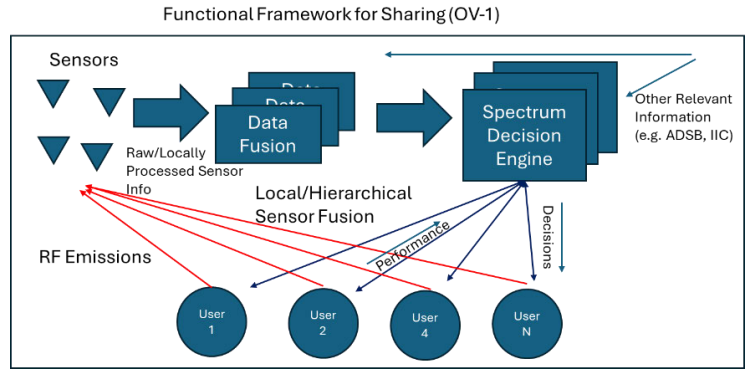 Functional Framework for Sharing (OV-1)
Sensors
Data
Data
Data
Fusion
Spectrum
Decision
Engine
Other Relevant
Information
(e.g. ADSB, IIC)
Raw/Locally
Processed Sensor
Info
Local/Hierarchical
Sensor Fusion
RF Emissions
Performance
Decisions
User
1
User
2
User
4
User
N